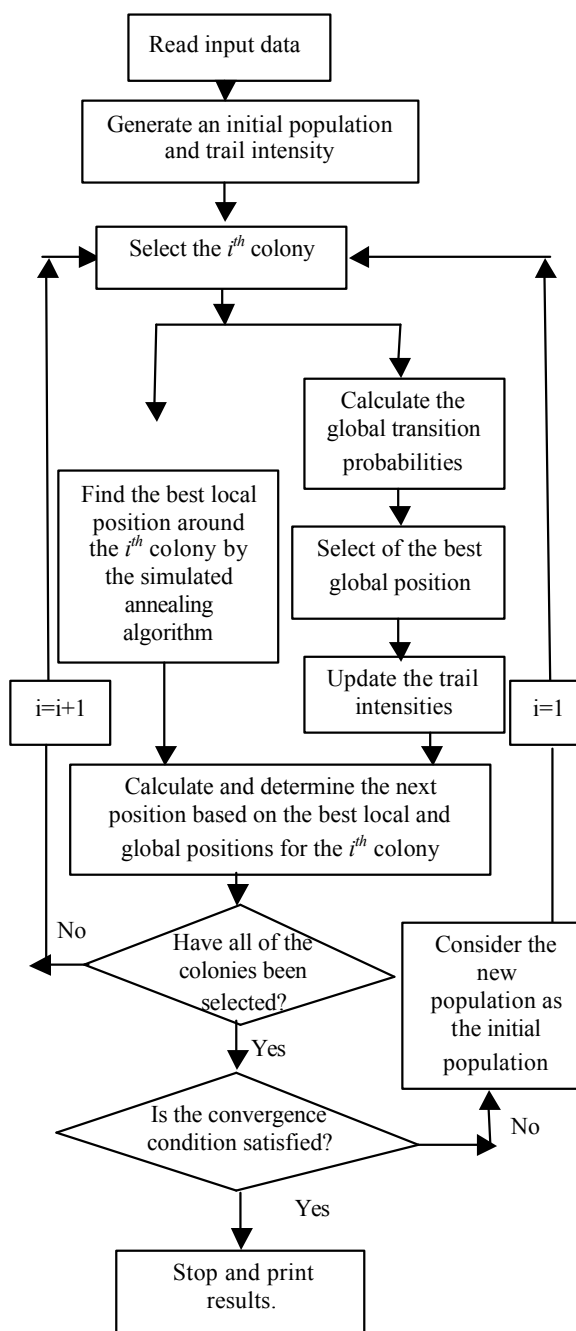 Read input data
Generate an initial population
and trail intensity
Select the i^th colony
Calculate the
global transition
probabilities
Find the best local
position around
the i^th colony by
the simulated
annealing
algorithm
Select of the best
global position
Update the trail
intensities
i=i+1
i=1
Calculate and determine the next
position based on the best local and
global positions for the i^th colony
No
Have all of the
colonies been
selected?
Consider the
new
population as
the initial
population
Yes
Is the convergence
condition satisfied?
No
Yes
Stop and print
results.